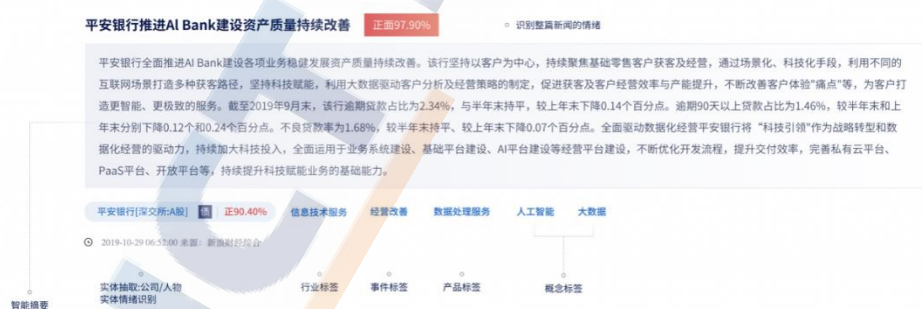 平安银行推进AI Bank建设资产质量持续改善 正面97.90% 识别整篇新闻的情绪
平安银行全面推进AI Bank建设各项业务稳健发展资产质量持续改善。该行坚持以客户为中心，持续聚焦基础零售客户获客及经营，通过场景化、科技化手段，利用不同的
互联网场景打造多种获客路径，坚持科技赋能，利用大数据驱动客户分析及经营策略的制定，促进获客及客户经营效率与产能提升，不断改善客户体验"痛点"等，为客户打
造更智能、更极致的服务。截至2019年9月末，该行逾期贷款占比为2.34%，与半年末持平，较上年末下降0.14个百分点。逾期90天以上贷款占比为1.46%，较半年末和上
年末分别下降0.12个和0.24个百分点。不良贷款率为1.68%，较半年末持平、较上年末下降0.07个百分点。全面驱动数据化经营平安银行将 "科技引领"作为战略转型和数
据化经营的驱动力，持续加大科技投入，全面运用于业务系统建设、基础平台建设、AI平台建设等经营平台建设，不断优化开发流程，提升交付效率，完善私有云平台、
PaaS平台、开放平台等，持续提升科技赋能业务的基础能力。
平安银行[深交所:A股] 债 正90.40% 信息技术服务 经营改善 数据处理服务 人工智能 大数据
2019-10-29 06:52:00 来源：新浪财经综合
实体抽取:公司/人物 行业标签 事件标签 产品标签 概念标签
实体情绪识别
智能摘要